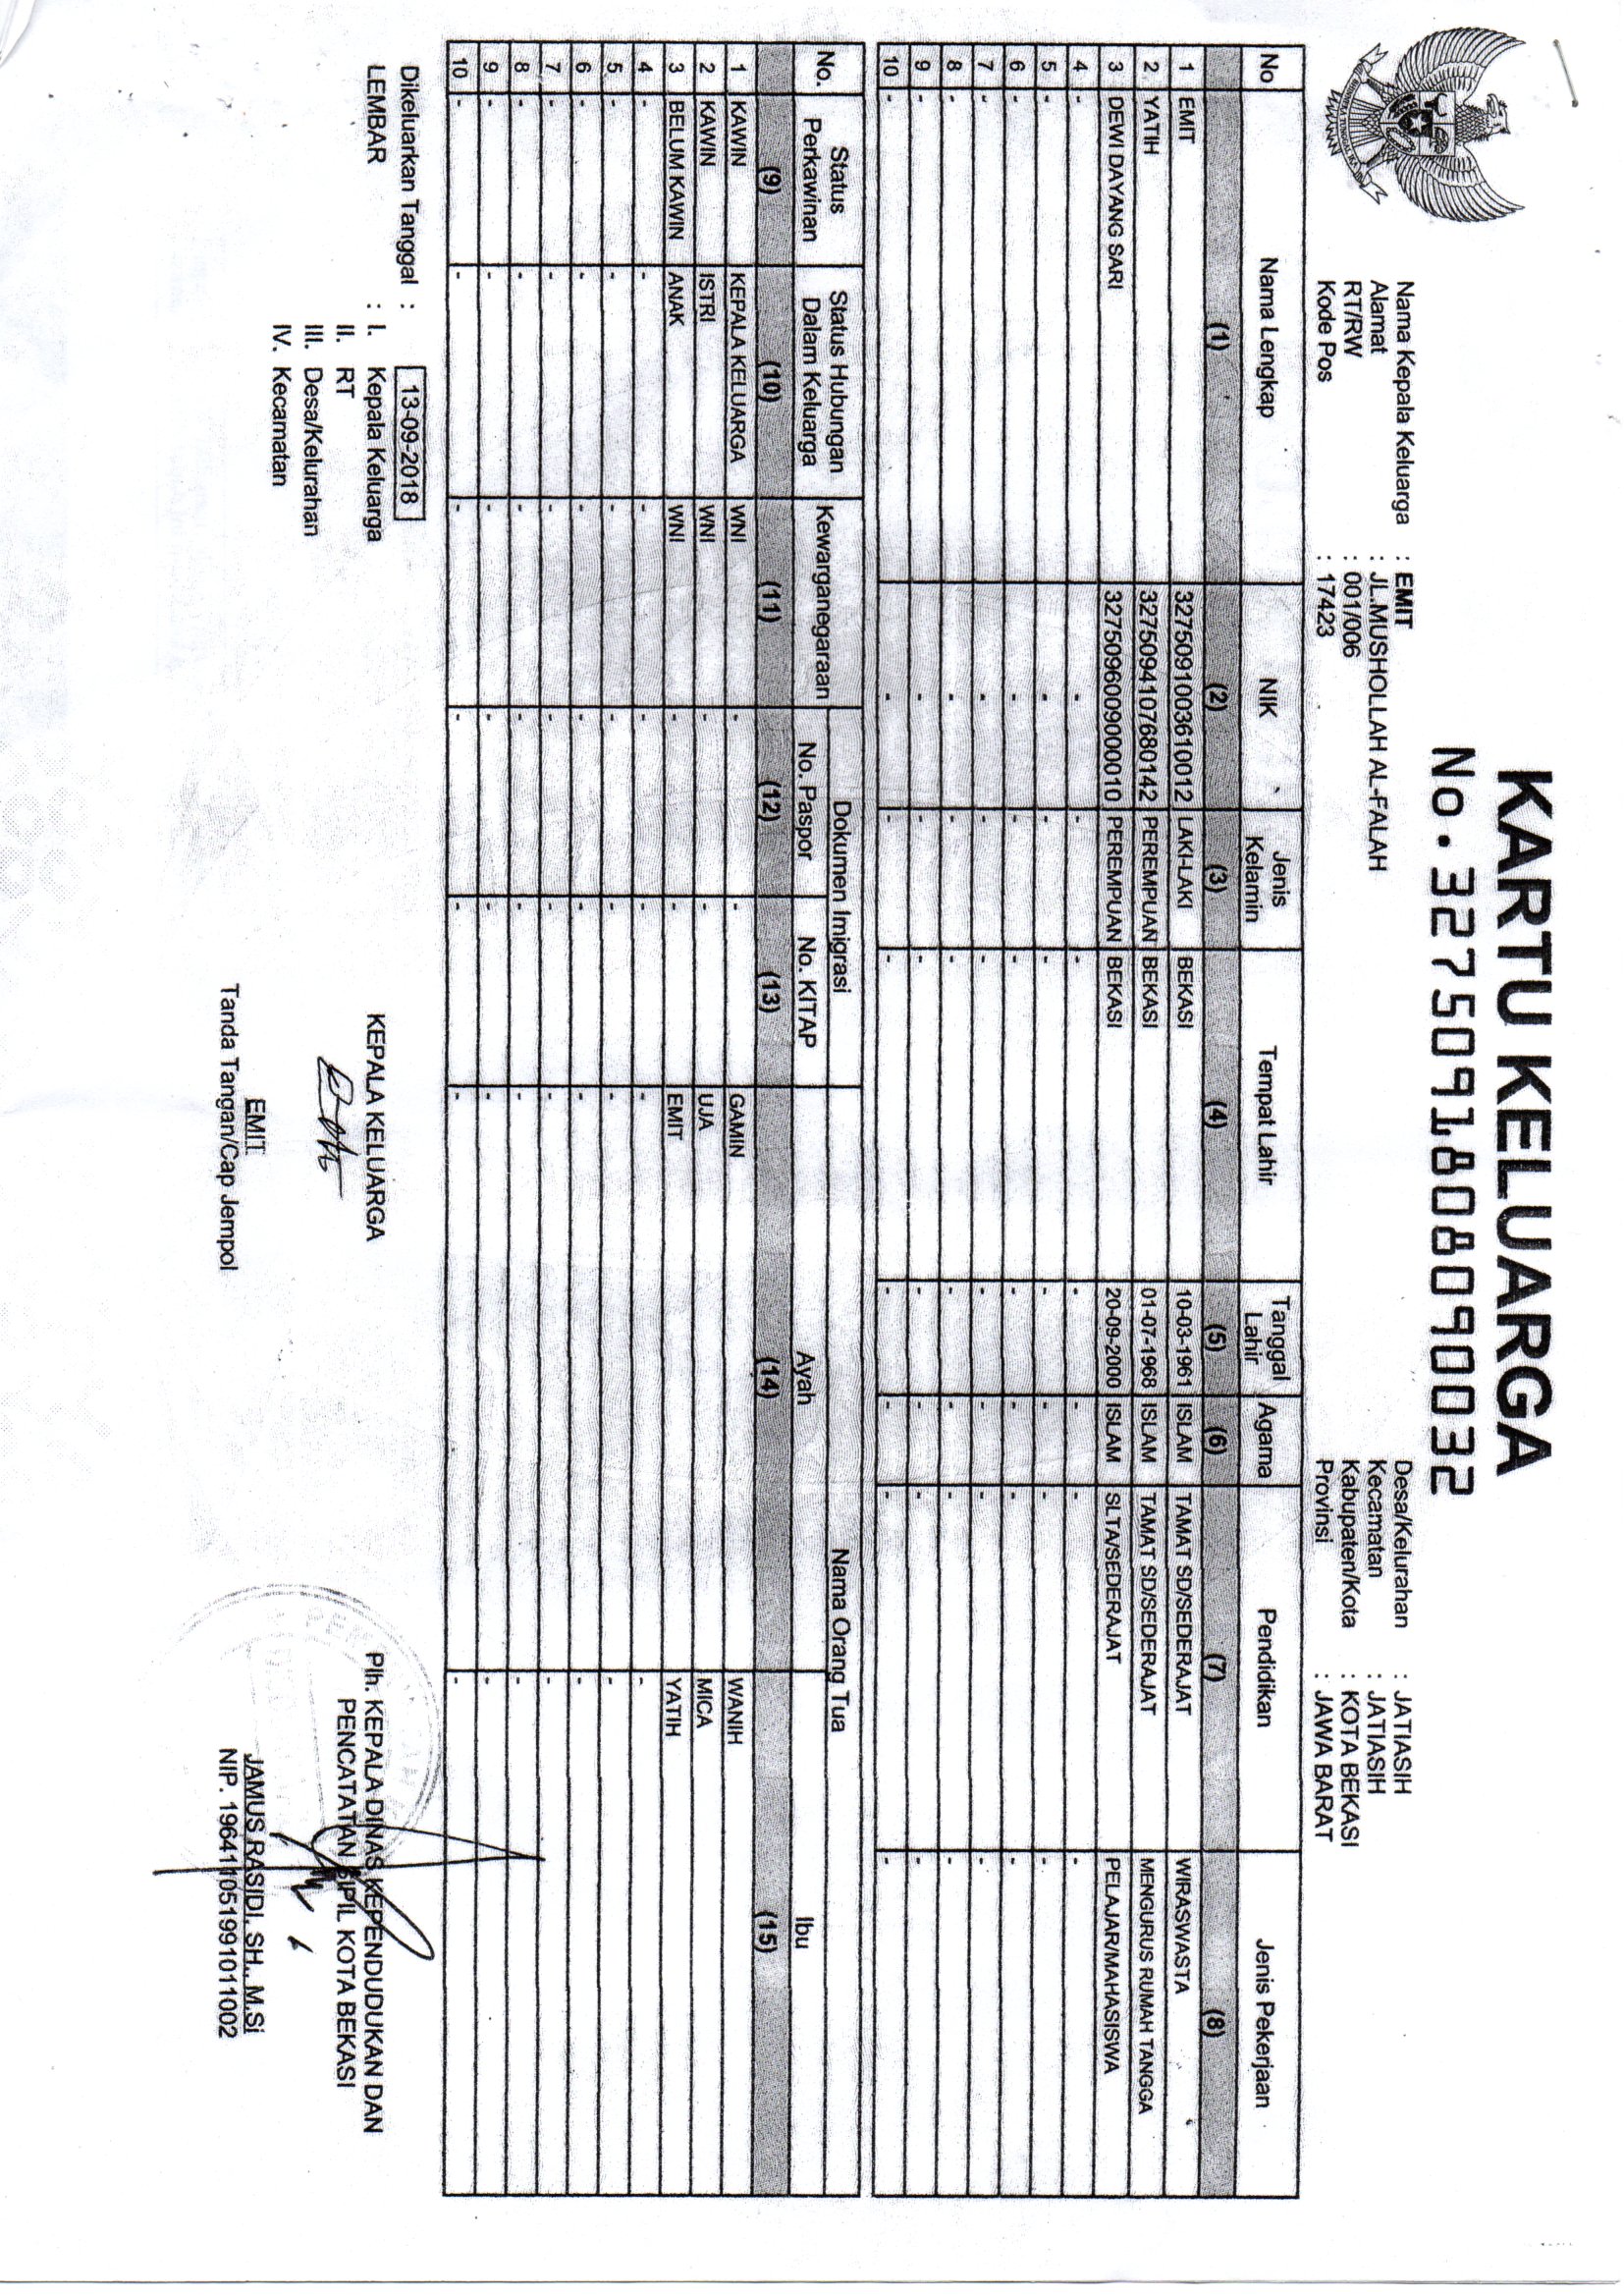 KARTU KELUARGA
No. 3275091808090032
Nama Kepala Keluarga : EMIT
Alamat : JL.MUSHOLLAH AL-FALAH
RT/RW : 001/006
Kode Pos : 17423
Desa/Kelurahan : JATIASIH
Kecamatan : JATIASIH
Kabupaten/Kota : KOTA BEKASI
Provinsi : JAWA BARAT
No Nama Lengkap NIK Jenis Kelamin Tempat Lahir Tanggal Lahir Agama Pendidikan Jenis Pekerjaan
(1) (2) (3) (4) (5) (6) (7) (8)
1 EMIT 3275091003610012 LAKI-LAKI BEKASI 10-03-1961 ISLAM TAMAT SD/SEDERAJAT WIRASWASTA
2 YATIH 3275094107680142 PEREMPUAN BEKASI 01-07-1968 ISLAM TAMAT SD/SEDERAJAT MENGURUS RUMAH TANGGA
3 DEWI DAYANG SARI 3275096009000010 PEREMPUAN BEKASI 20-09-2000 ISLAM SLTA/SEDERAJAT PELAJAR/MAHASISWA
4 - - - - - - - -
5 - - - - - - - -
6 - - - - - - - -
7 - - - - - - - -
8 - - - - - - - -
9 - - - - - - - -
10 - - - - - - - -
No. Status Perkawinan Status Hubungan Dalam Keluarga Kewarganegaraan Dokumen Imigrasi Nama Orang Tua
No. Paspor No. KITAP Ayah Ibu
(9) (10) (11) (12) (13) (14) (15)
1 KAWIN KEPALA KELUARGA WNI - - GAMIN WANIH
2 KAWIN ISTRI WNI - - UJA MICA
3 BELUM KAWIN ANAK WNI - - EMIT YATIH
4 - - - - - - -
5 - - - - - - -
6 - - - - - - -
7 - - - - - - -
8 - - - - - - -
9 - - - - - - -
10 - - - - - - -
Dikeluarkan Tanggal : 13-09-2018
LEMBAR : I. Kepala Keluarga
II. RT
III. Desa/Kelurahan
IV. Kecamatan
KEPALA KELUARGA
EMIT
Tanda Tangan/Cap Jempol
Plh. KEPALA DINAS KEPENDUDUKAN DAN
PENCATATAN SIPIL KOTA BEKASI
JAMUS RASIDI, SH., M.Si
NIP. 196411051991011002